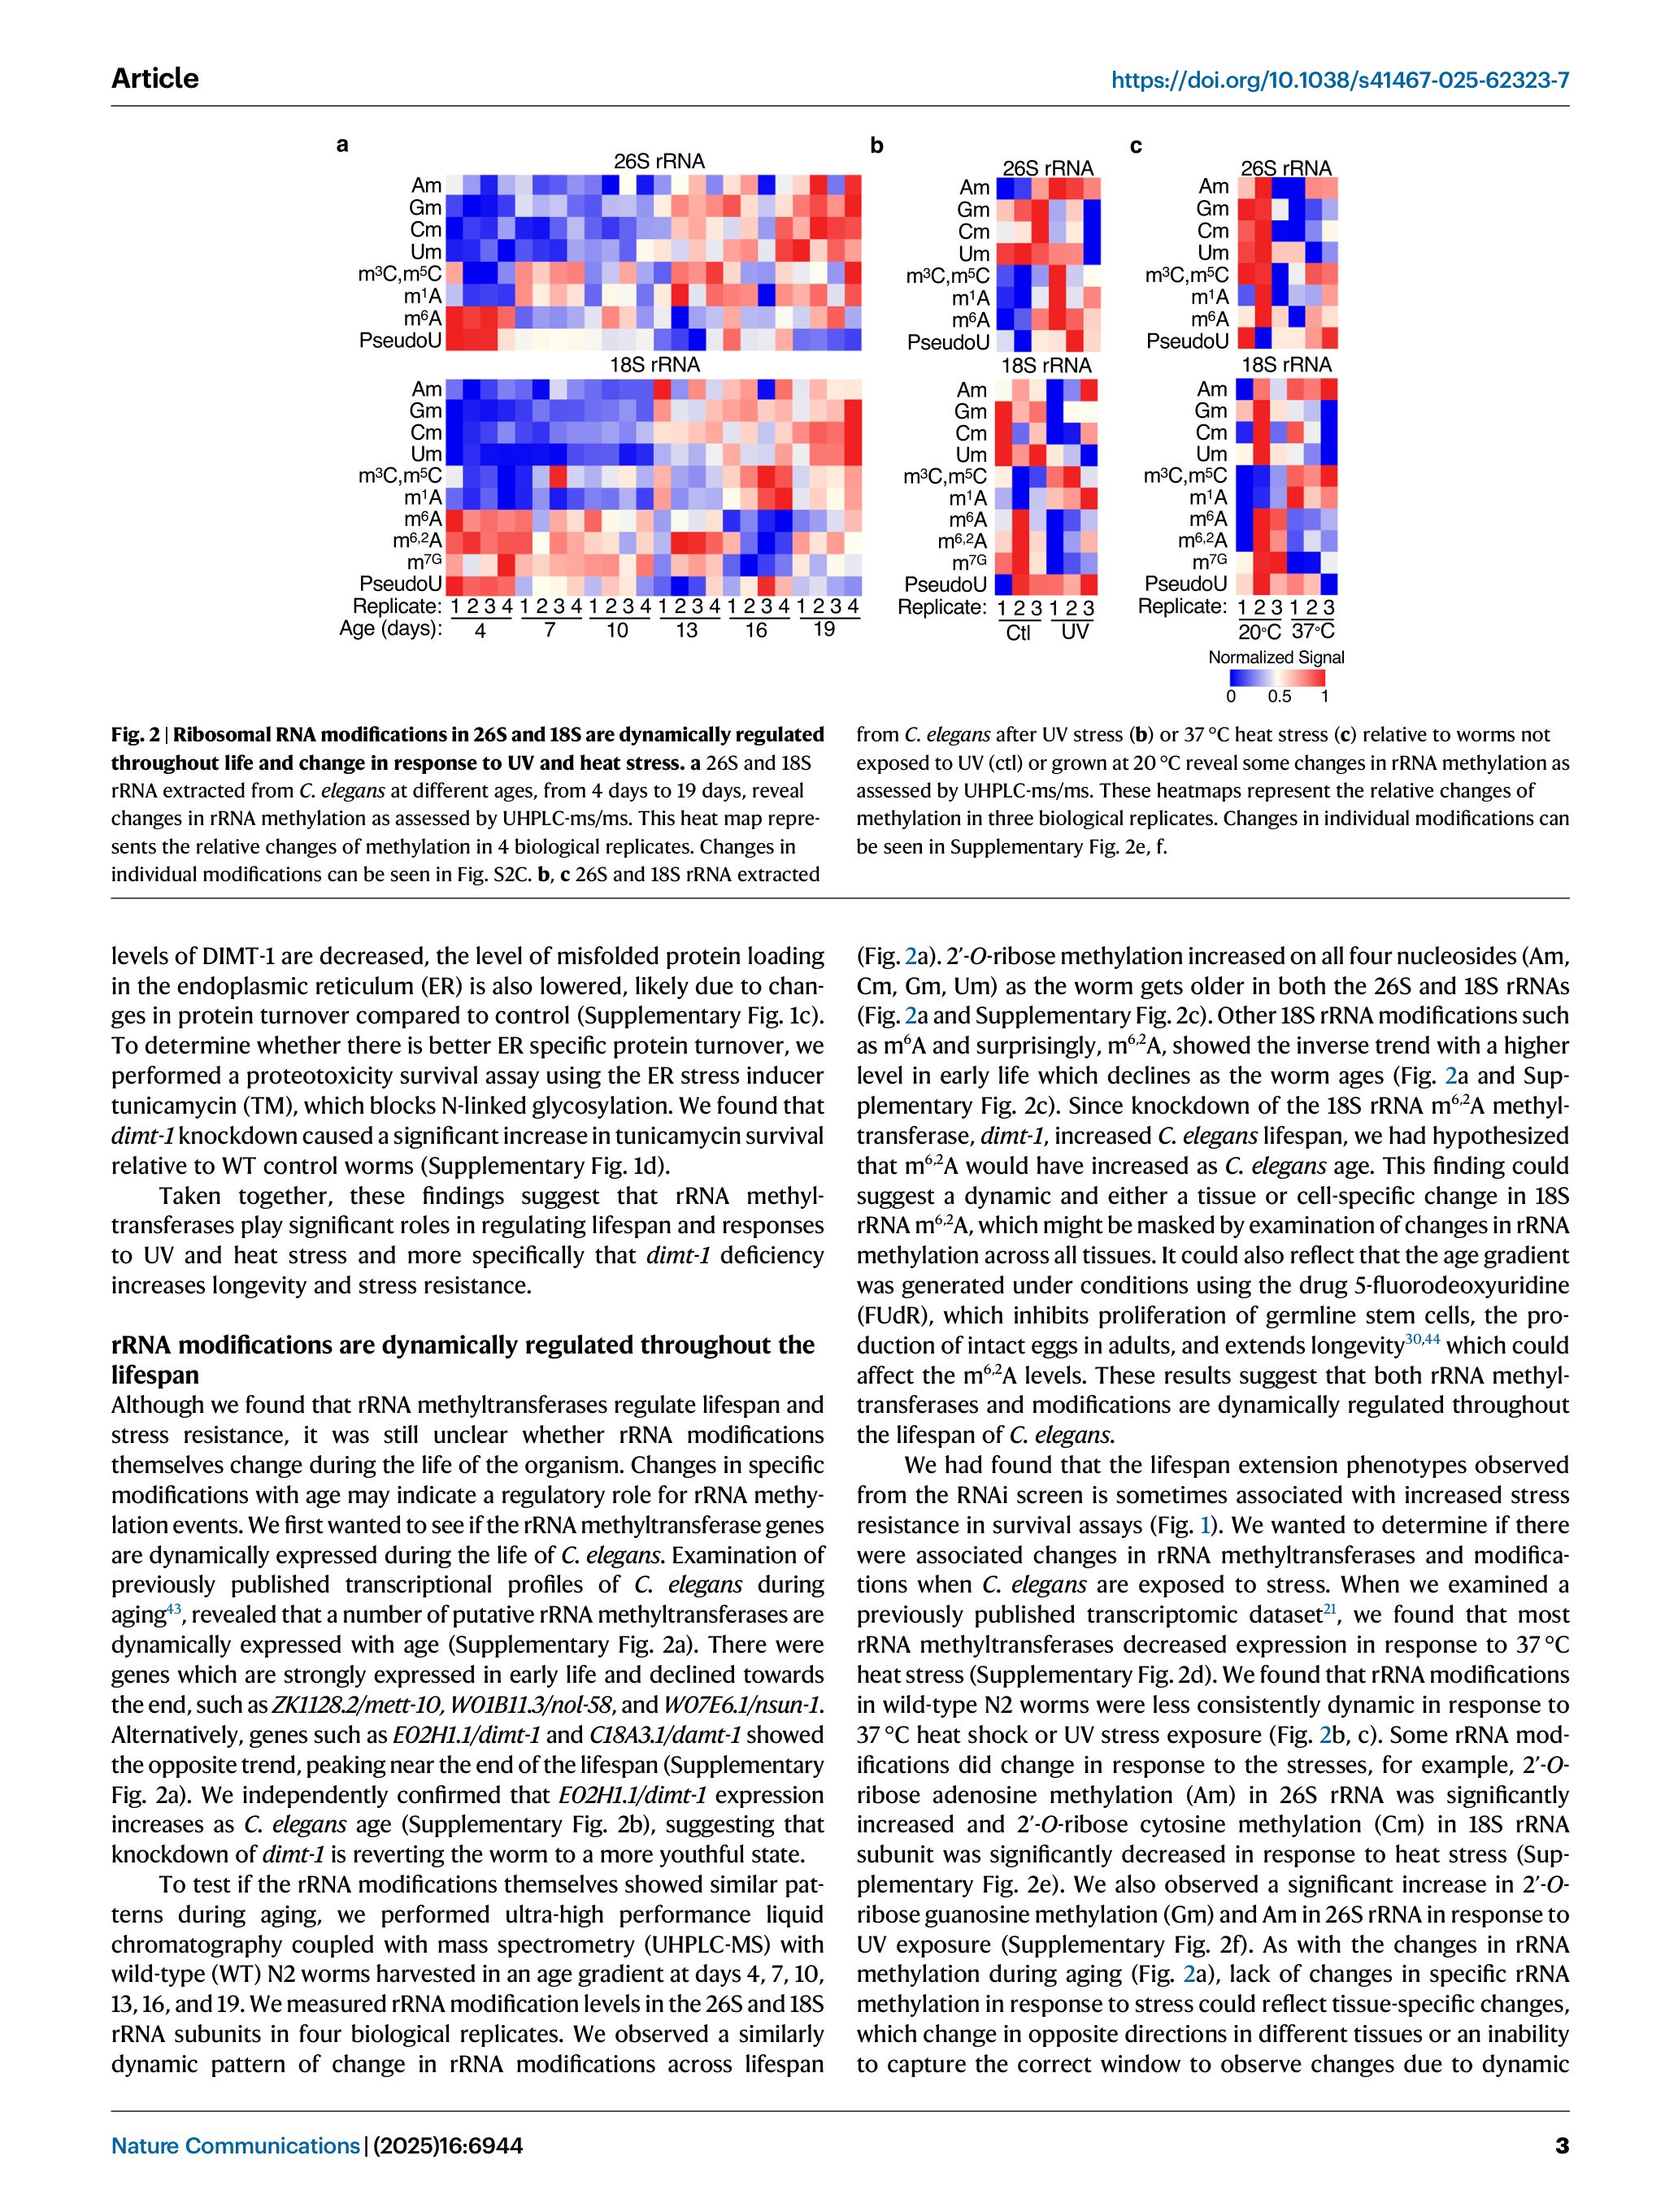 Article
https://doi.org/10.1038/s41467-025-62323-7
a
26S rRNA
Am
Gm
Cm
Um
m³C,m⁵C
m¹A
m⁶A
PseudoU
18S rRNA
Am
Gm
Cm
Um
m³C,m⁵C
m¹A
m⁶A
m⁶,²A
m⁷G
PseudoU
Replicate: 1 2 3 4 1 2 3 4 1 2 3 4 1 2 3 4 1 2 3 4 1 2 3 4
Age (days): 4 7 10 13 16 19
b
26S rRNA
Am
Gm
Cm
Um
m³C,m⁵C
m¹A
m⁶A
PseudoU
18S rRNA
Am
Gm
Cm
Um
m³C,m⁵C
m¹A
m⁶A
m⁶,²A
m⁷G
PseudoU
Replicate: 1 2 3 1 2 3
Ctl UV
c
26S rRNA
Am
Gm
Cm
Um
m³C,m⁵C
m¹A
m⁶A
PseudoU
18S rRNA
Am
Gm
Cm
Um
m³C,m⁵C
m¹A
m⁶A
m⁶,²A
m⁷G
PseudoU
Replicate: 1 2 3 1 2 3
20°C 37°C
Normalized Signal
0 0.5 1
Fig. 2 | Ribosomal RNA modifications in 26S and 18S are dynamically regulated
throughout life and change in response to UV and heat stress. a 26S and 18S
rRNA extracted from C. elegans at different ages, from 4 days to 19 days, reveal
changes in rRNA methylation as assessed by UHPLC-ms/ms. This heat map repre-
sents the relative changes of methylation in 4 biological replicates. Changes in
individual modifications can be seen in Fig. S2C. b, c 26S and 18S rRNA extracted
from C. elegans after UV stress (b) or 37 °C heat stress (c) relative to worms not
exposed to UV (ctl) or grown at 20 °C reveal some changes in rRNA methylation as
assessed by UHPLC-ms/ms. These heatmaps represent the relative changes of
methylation in three biological replicates. Changes in individual modifications can
be seen in Supplementary Fig. 2e, f.
levels of DIMT-1 are decreased, the level of misfolded protein loading
in the endoplasmic reticulum (ER) is also lowered, likely due to chan-
ges in protein turnover compared to control (Supplementary Fig. 1c).
To determine whether there is better ER specific protein turnover, we
performed a proteotoxicity survival assay using the ER stress inducer
tunicamycin (TM), which blocks N-linked glycosylation. We found that
dimt-1 knockdown caused a significant increase in tunicamycin survival
relative to WT control worms (Supplementary Fig. 1d).
Taken together, these findings suggest that rRNA methyl-
transferases play significant roles in regulating lifespan and responses
to UV and heat stress and more specifically that dimt-1 deficiency
increases longevity and stress resistance.
rRNA modifications are dynamically regulated throughout the
lifespan
Although we found that rRNA methyltransferases regulate lifespan and
stress resistance, it was still unclear whether rRNA modifications
themselves change during the life of the organism. Changes in specific
modifications with age may indicate a regulatory role for rRNA methy-
lation events. We first wanted to see if the rRNA methyltransferase genes
are dynamically expressed during the life of C. elegans. Examination of
previously published transcriptional profiles of C. elegans during
aging⁴³, revealed that a number of putative rRNA methyltransferases are
dynamically expressed with age (Supplementary Fig. 2a). There were
genes which are strongly expressed in early life and declined towards
the end, such as ZK1128.2/mett-10, W01B11.3/nol-58, and W07E6.1/nsun-1.
Alternatively, genes such as E02H1.1/dimt-1 and C18A3.1/damt-1 showed
the opposite trend, peaking near the end of the lifespan (Supplementary
Fig. 2a). We independently confirmed that E02H1.1/dimt-1 expression
increases as C. elegans age (Supplementary Fig. 2b), suggesting that
knockdown of dimt-1 is reverting the worm to a more youthful state.
To test if the rRNA modifications themselves showed similar pat-
terns during aging, we performed ultra-high performance liquid
chromatography coupled with mass spectrometry (UHPLC-MS) with
wild-type (WT) N2 worms harvested in an age gradient at days 4, 7, 10,
13, 16, and 19. We measured rRNA modification levels in the 26S and 18S
rRNA subunits in four biological replicates. We observed a similarly
dynamic pattern of change in rRNA modifications across lifespan
(Fig. 2a). 2’-O-ribose methylation increased on all four nucleosides (Am,
Cm, Gm, Um) as the worm gets older in both the 26S and 18S rRNAs
(Fig. 2a and Supplementary Fig. 2c). Other 18S rRNA modifications such
as m⁶A and surprisingly, m⁶,²A, showed the inverse trend with a higher
level in early life which declines as the worm ages (Fig. 2a and Sup-
plementary Fig. 2c). Since knockdown of the 18S rRNA m⁶,²A methyl-
transferase, dimt-1, increased C. elegans lifespan, we had hypothesized
that m⁶,²A would have increased as C. elegans age. This finding could
suggest a dynamic and either a tissue or cell-specific change in 18S
rRNA m⁶,²A, which might be masked by examination of changes in rRNA
methylation across all tissues. It could also reflect that the age gradient
was generated under conditions using the drug 5-fluorodeoxyuridine
(FUdR), which inhibits proliferation of germline stem cells, the pro-
duction of intact eggs in adults, and extends longevity³⁰,⁴⁴ which could
affect the m⁶,²A levels. These results suggest that both rRNA methyl-
transferases and modifications are dynamically regulated throughout
the lifespan of C. elegans.
We had found that the lifespan extension phenotypes observed
from the RNAi screen is sometimes associated with increased stress
resistance in survival assays (Fig. 1). We wanted to determine if there
were associated changes in rRNA methyltransferases and modifica-
tions when C. elegans are exposed to stress. When we examined a
previously published transcriptomic dataset²¹, we found that most
rRNA methyltransferases decreased expression in response to 37 °C
heat stress (Supplementary Fig. 2d). We found that rRNA modifications
in wild-type N2 worms were less consistently dynamic in response to
37 °C heat shock or UV stress exposure (Fig. 2b, c). Some rRNA mod-
ifications did change in response to the stresses, for example, 2’-O-
ribose adenosine methylation (Am) in 26S rRNA was significantly
increased and 2’-O-ribose cytosine methylation (Cm) in 18S rRNA
subunit was significantly decreased in response to heat stress (Sup-
plementary Fig. 2e). We also observed a significant increase in 2’-O-
ribose guanosine methylation (Gm) and Am in 26S rRNA in response to
UV exposure (Supplementary Fig. 2f). As with the changes in rRNA
methylation during aging (Fig. 2a), lack of changes in specific rRNA
methylation in response to stress could reflect tissue-specific changes,
which change in opposite directions in different tissues or an inability
to capture the correct window to observe changes due to dynamic
Nature Communications | (2025)16:6944
3